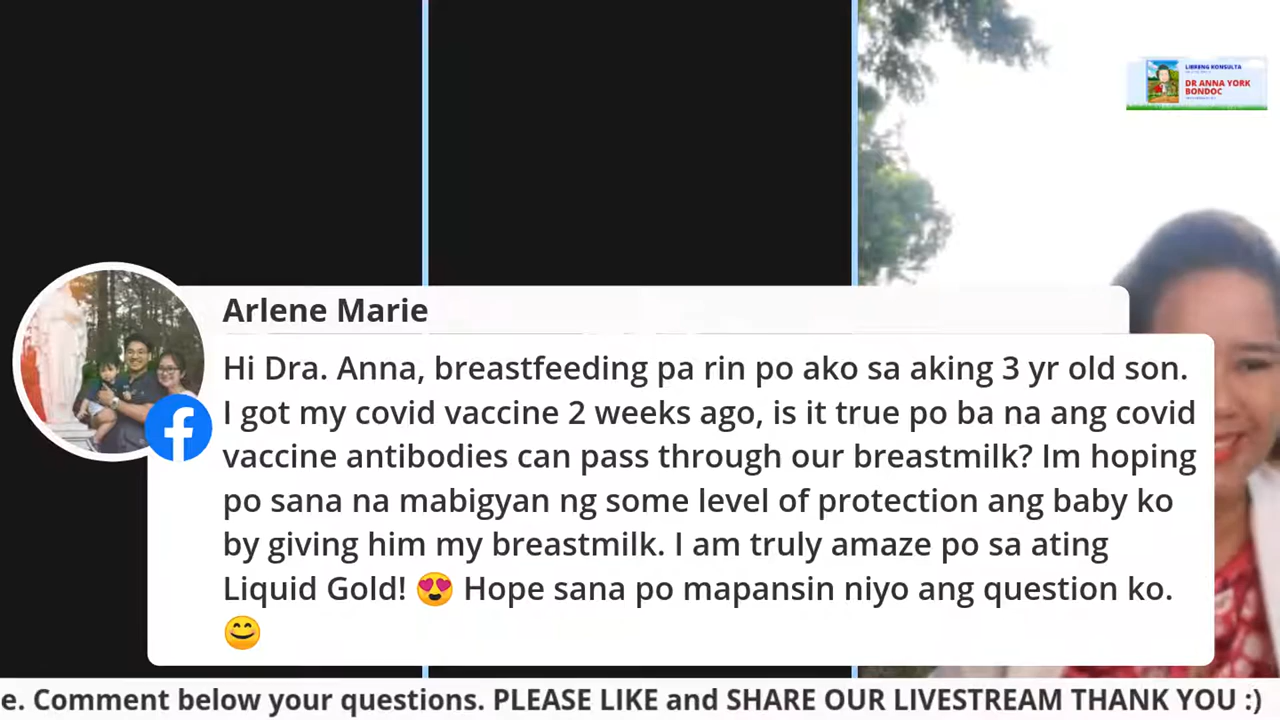 LIBRENG KONSULTA
DR ANNA YORK
BONDOC
Arlene Marie
Hi Dra. Anna, breastfeeding pa rin po ako sa aking 3 yr old son.
I got my covid vaccine 2 weeks ago, is it true po ba na ang covid
vaccine antibodies can pass through our breastmilk? Im hoping
po sana na mabigyan ng some level of protection ang baby ko
by giving him my breastmilk. I am truly amaze po sa ating
Liquid Gold! 😍 Hope sana po mapansin niyo ang question ko.
😊
e. Comment below your questions. PLEASE LIKE and SHARE OUR LIVESTREAM THANK YOU :)